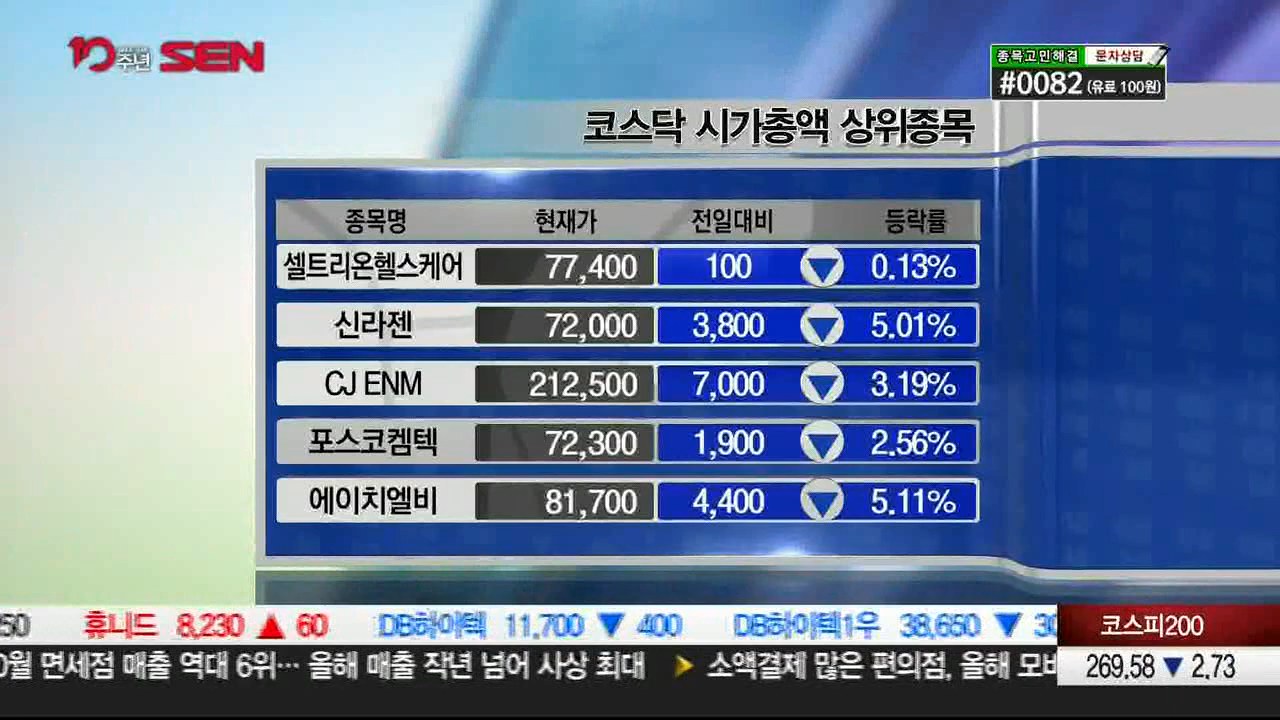 10주년 SEN
종목고민해결 문자상담
#0082 (유료 100원)
코스닥 시가총액 상위종목
종목명 현재가 전일대비 등락률
셀트리온헬스케어 77,400 100 ▼ 0.13%
신라젠 72,000 3,800 ▼ 5.01%
CJ ENM 212,500 7,000 ▼ 3.19%
포스코켐텍 72,300 1,900 ▼ 2.56%
에이치엘비 81,700 4,400 ▼ 5.11%
250 휴니드 8,230 ▲ 60 DB하이텍 11,700 ▼ 400 DB하이텍1우 38,650 ▼ 30
코스피200
0월 면세점 매출 역대 6위… 올해 매출 작년 넘어 사상 최대 ▶ 소액결제 많은 편의점, 올해 모바
269.58 ▼ 2.73